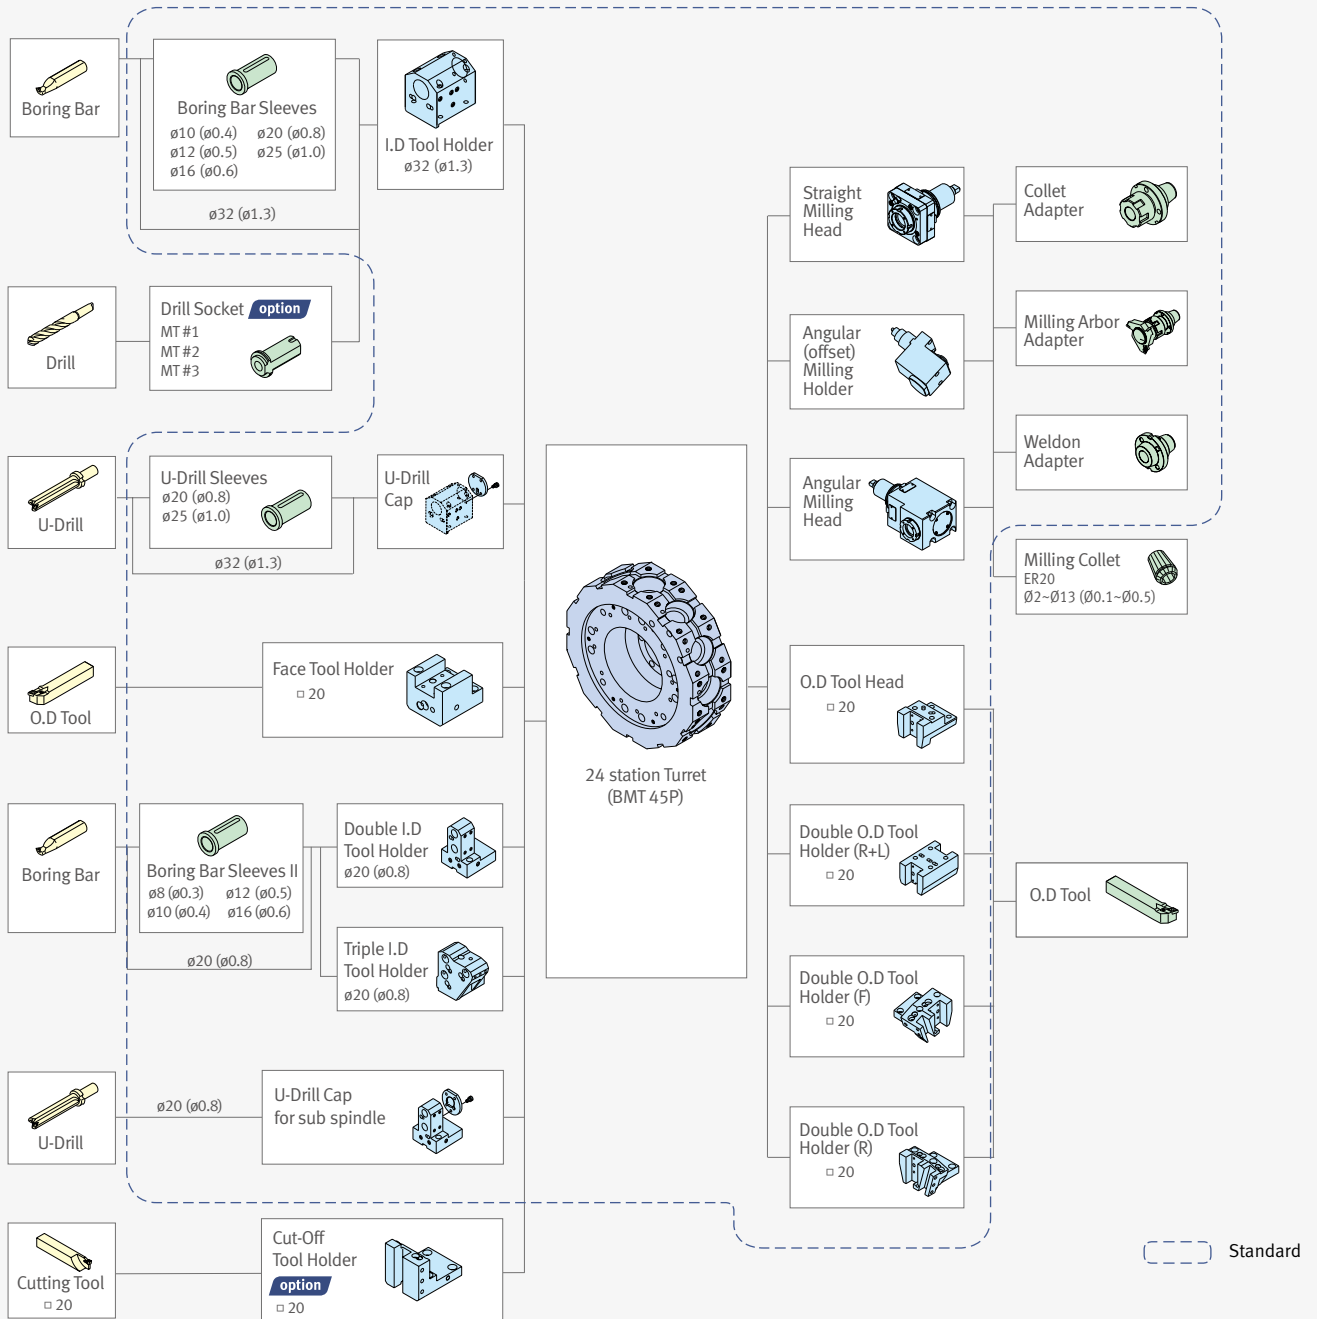 Boring Bar
Boring Bar Sleeves
ø10 (ø0.4) ø20 (ø0.8)
ø12 (ø0.5) ø25 (ø1.0)
ø16 (ø0.6)
ø32 (ø1.3)
I.D Tool Holder
ø32 (ø1.3)
Drill
Drill Socket option
MT #1
MT #2
MT #3
U-Drill
U-Drill Sleeves
ø20 (ø0.8)
ø25 (ø1.0)
ø32 (ø1.3)
U-Drill
Cap
O.D Tool
Face Tool Holder
□ 20
Boring Bar
Boring Bar Sleeves II
ø8 (ø0.3) ø12 (ø0.5)
ø10 (ø0.4) ø16 (ø0.6)
ø20 (ø0.8)
Double I.D
Tool Holder
ø20 (ø0.8)
Triple I.D
Tool Holder
ø20 (ø0.8)
U-Drill
ø20 (ø0.8)
U-Drill Cap
for sub spindle
Cutting Tool
□ 20
Cut-Off
Tool Holder
option
□ 20
24 station Turret
(BMT 45P)
Straight
Milling
Head
Angular
(offset)
Milling
Holder
Angular
Milling
Head
Collet
Adapter
Milling Arbor
Adapter
Weldon
Adapter
Milling Collet
ER20
Ø2~Ø13 (Ø0.1~Ø0.5)
O.D Tool Head
□ 20
Double O.D Tool
Holder (R+L)
□ 20
Double O.D Tool
Holder (F)
□ 20
Double O.D Tool
Holder (R)
□ 20
O.D Tool
Standard